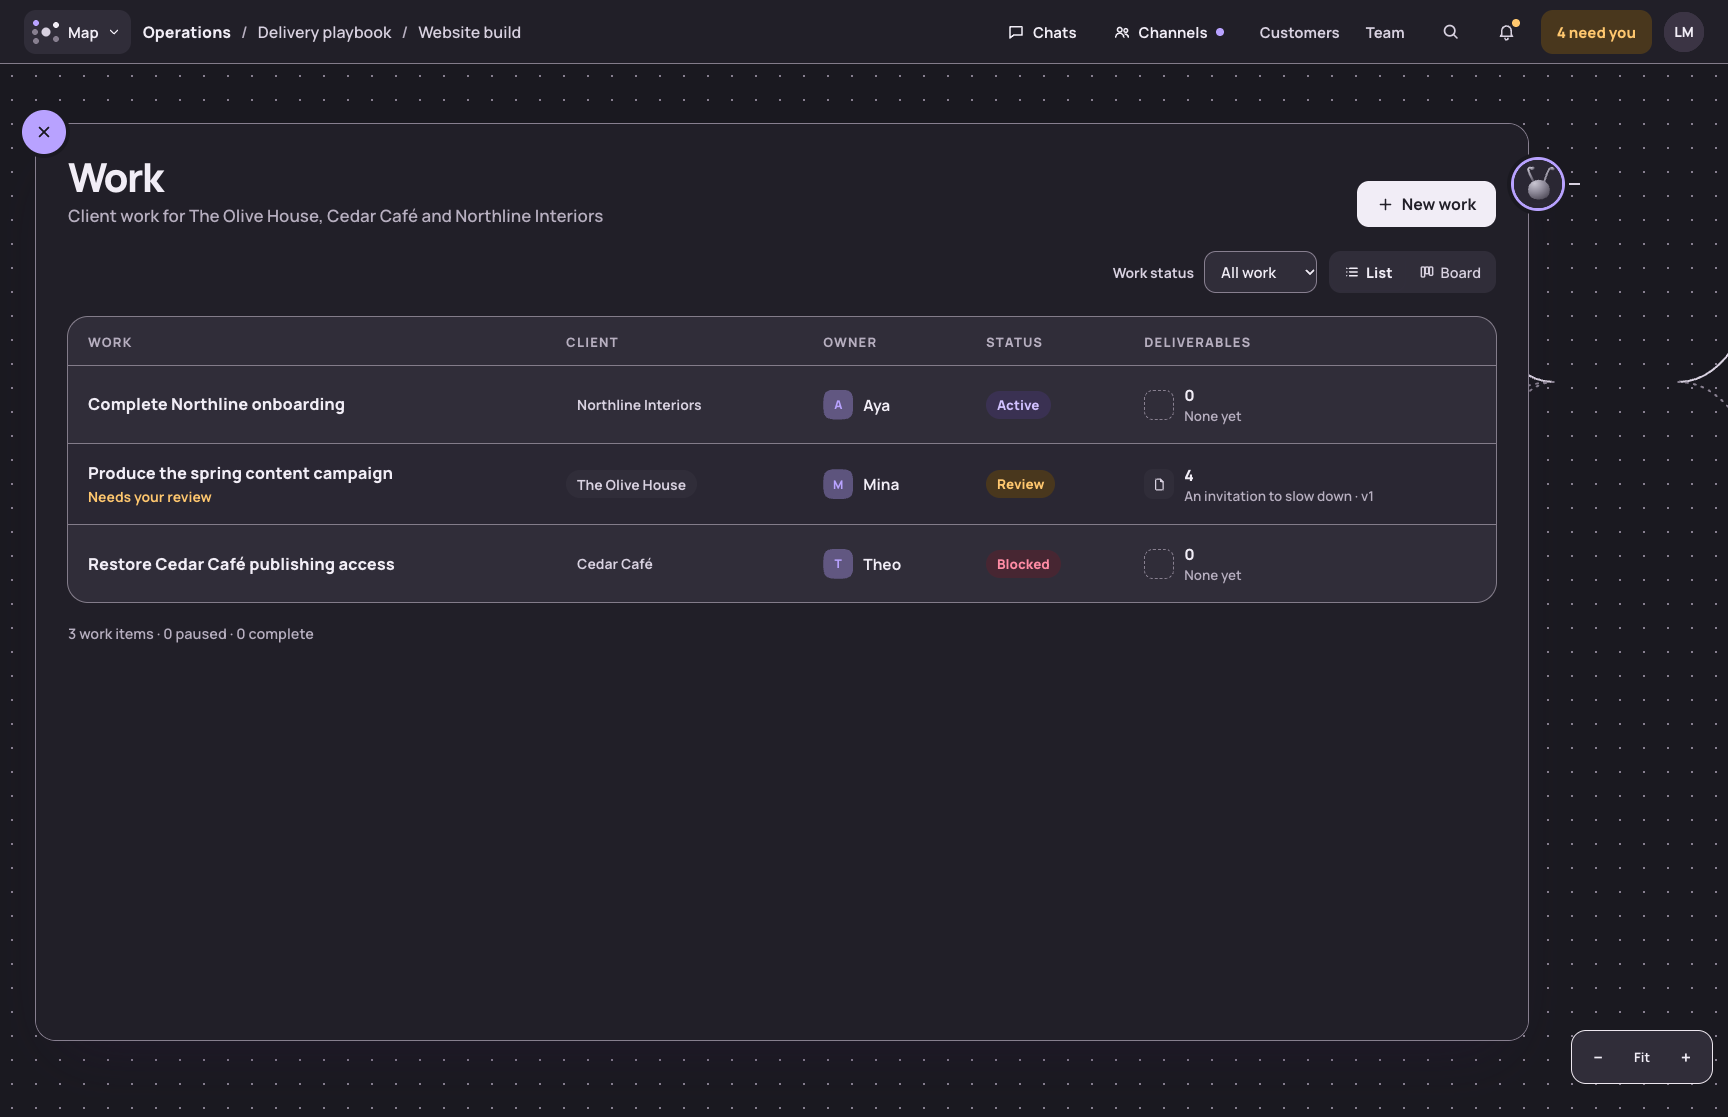 Map
Operations / Delivery playbook / Website build
Chats
Channels
Customers
Team
4 need you
LM
Work
Client work for The Olive House, Cedar Café and Northline Interiors
+ New work
Work status
All work
List
Board
WORK CLIENT OWNER STATUS DELIVERABLES
Complete Northline onboarding
Northline Interiors
A Aya
Active
0
None yet
Produce the spring content campaign
Needs your review
The Olive House
M Mina
Review
4
An invitation to slow down · v1
Restore Cedar Café publishing access
Cedar Café
T Theo
Blocked
0
None yet
3 work items · 0 paused · 0 complete
− Fit +